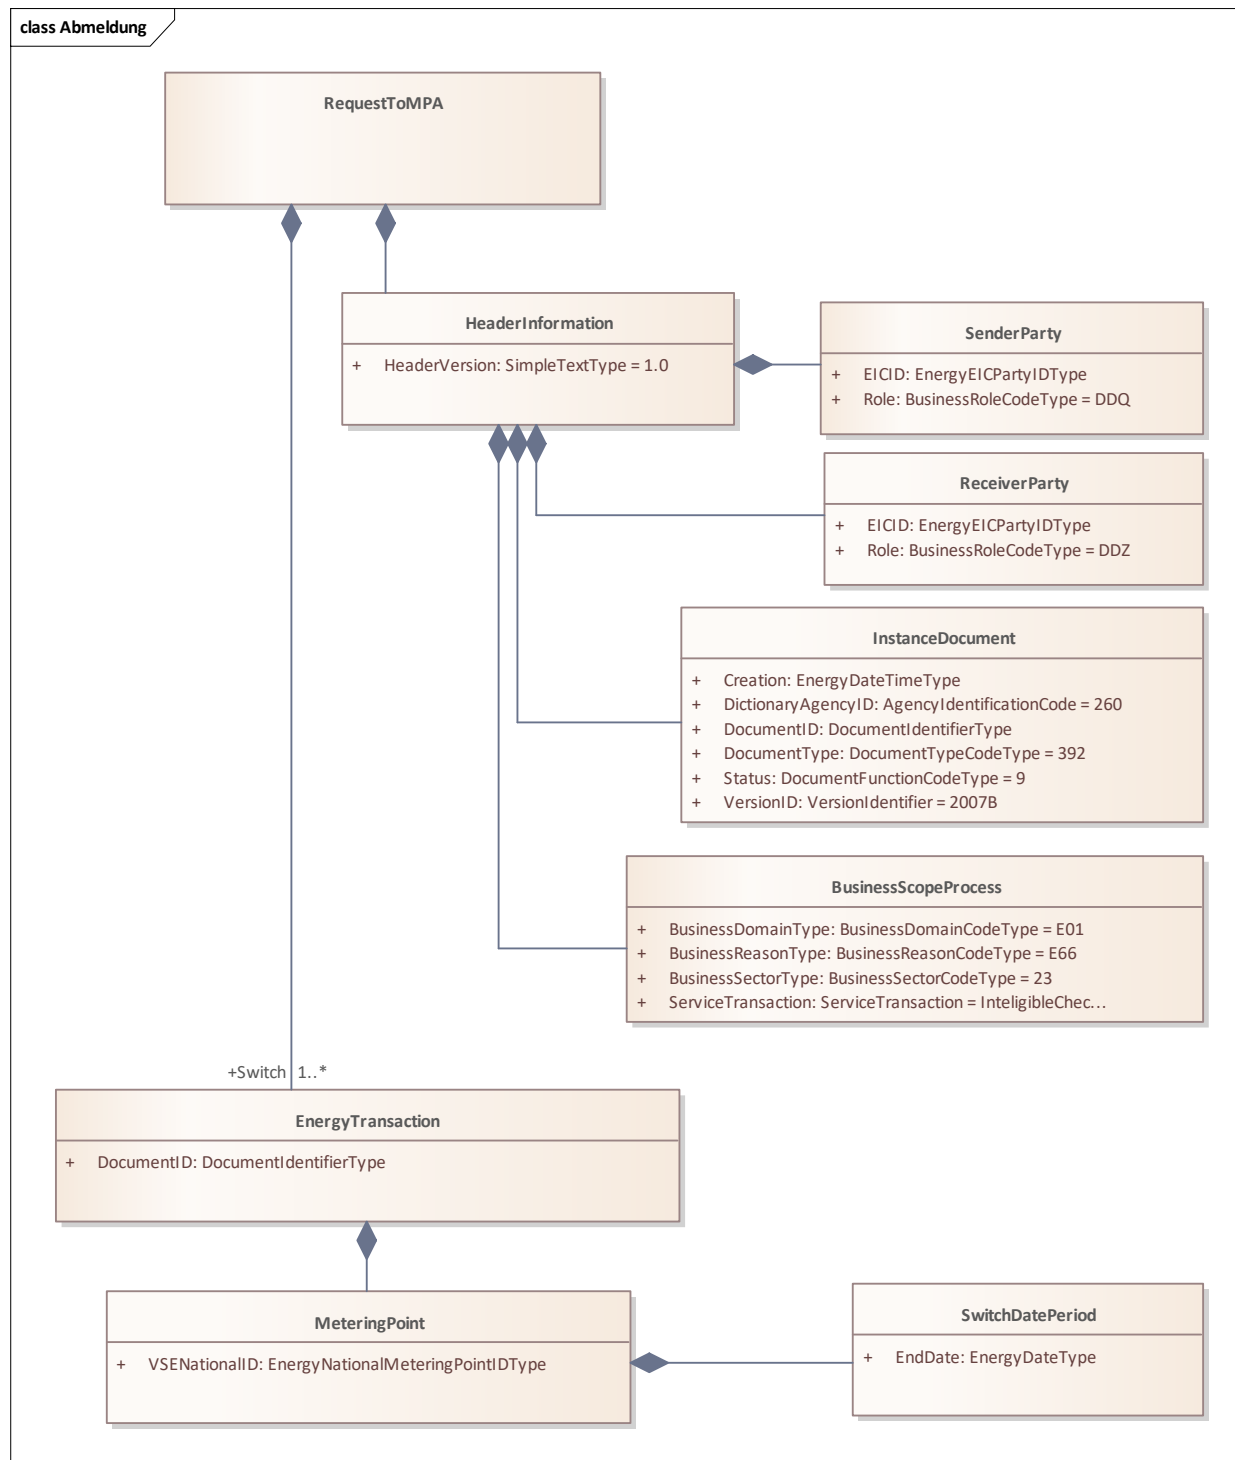 class Abmeldung
RequestToMPA
HeaderInformation
+ HeaderVersion: SimpleTextType = 1.0
SenderParty
+ EICID: EnergyEICPartyIDType
+ Role: BusinessRoleCodeType = DDQ
ReceiverParty
+ EICID: EnergyEICPartyIDType
+ Role: BusinessRoleCodeType = DDZ
InstanceDocument
+ Creation: EnergyDateTimeType
+ DictionaryAgencyID: AgencyIdentificationCode = 260
+ DocumentID: DocumentIdentifierType
+ DocumentType: DocumentTypeCodeType = 392
+ Status: DocumentFunctionCodeType = 9
+ VersionID: VersionIdentifier = 2007B
BusinessScopeProcess
+ BusinessDomainType: BusinessDomainCodeType = E01
+ BusinessReasonType: BusinessReasonCodeType = E66
+ BusinessSectorType: BusinessSectorCodeType = 23
+ ServiceTransaction: ServiceTransaction = InteligibleChec...
+Switch 1..*
EnergyTransaction
+ DocumentID: DocumentIdentifierType
MeteringPoint
+ VSENationalID: EnergyNationalMeteringPointIDType
SwitchDatePeriod
+ EndDate: EnergyDateType